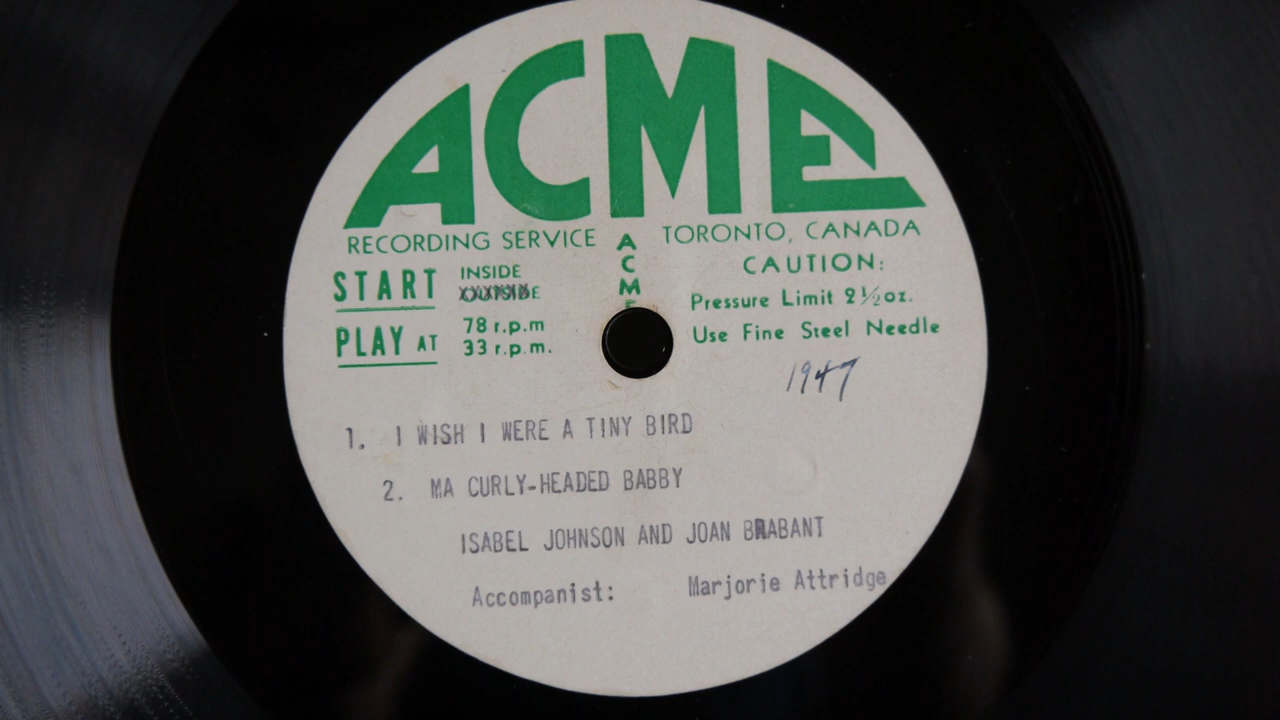 ACME
RECORDING SERVICE TORONTO, CANADA
ACME
START INSIDE
OUTSIDE
PLAY AT 78 r.p.m
33 r.p.m.
CAUTION:
Pressure Limit 2½oz.
Use Fine Steel Needle
1947
1. I WISH I WERE A TINY BIRD
2. MA CURLY-HEADED BABBY
ISABEL JOHNSON AND JOAN BRABANT
Accompanist: Marjorie Attridge